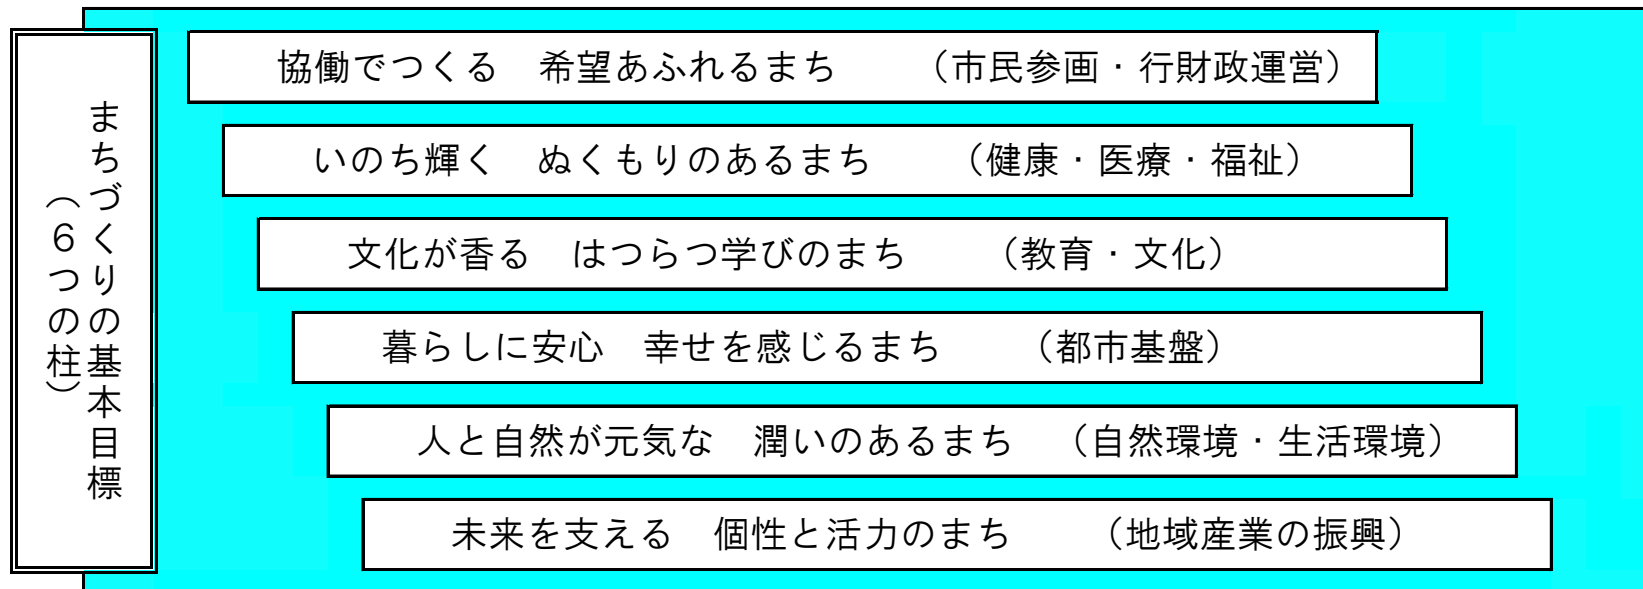 まちづくりの基本目標
（６つの柱）
協働でつくる　希望あふれるまち　　（市民参画・行財政運営）
いのち輝く　ぬくもりのあるまち　　（健康・医療・福祉）
文化が香る　はつらつ学びのまち　　（教育・文化）
暮らしに安心　幸せを感じるまち　　（都市基盤）
人と自然が元気な　潤いのあるまち　（自然環境・生活環境）
未来を支える　個性と活力のまち　　（地域産業の振興）